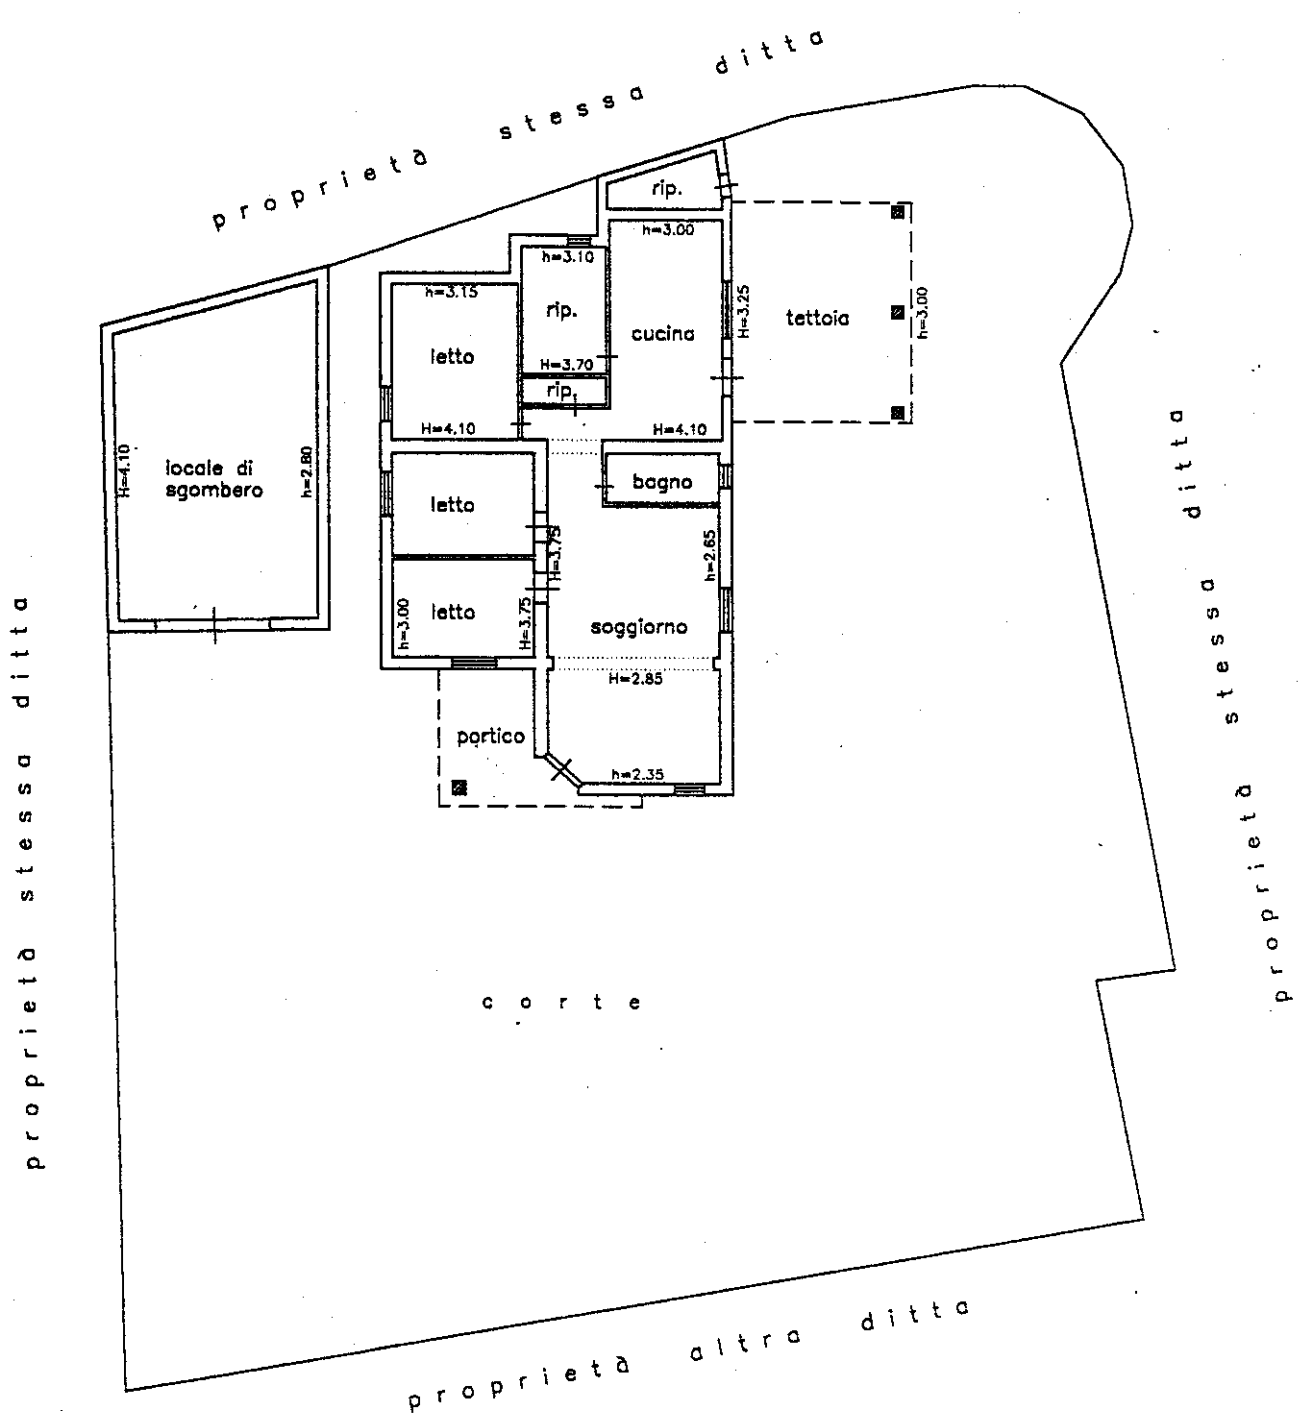 proprietà stessa ditta
rip.
h=3.00
h=3.10
h=3.15
rip.
cucina
H=3.25
tettoia
h=3.00
letto
H=3.70
rip.
H=4.10
H=4.10
locale di
sgombero
H=4.10
h=2.80
letto
bagno
H=3.75
h=2.65
letto
h=3.00
H=3.75
soggiorno
H=2.85
portico
h=2.35
corte
proprietà stessa ditta
proprietà stessa ditta
proprietà altra ditta